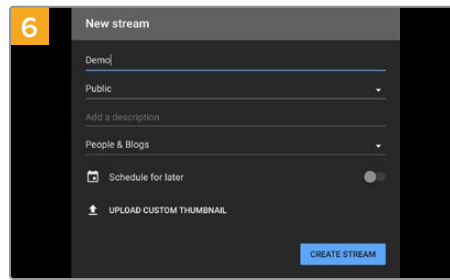 6
New stream
Demo
Public
Add a description
People & Blogs
Schedule for later
UPLOAD CUSTOM THUMBNAIL
CREATE STREAM